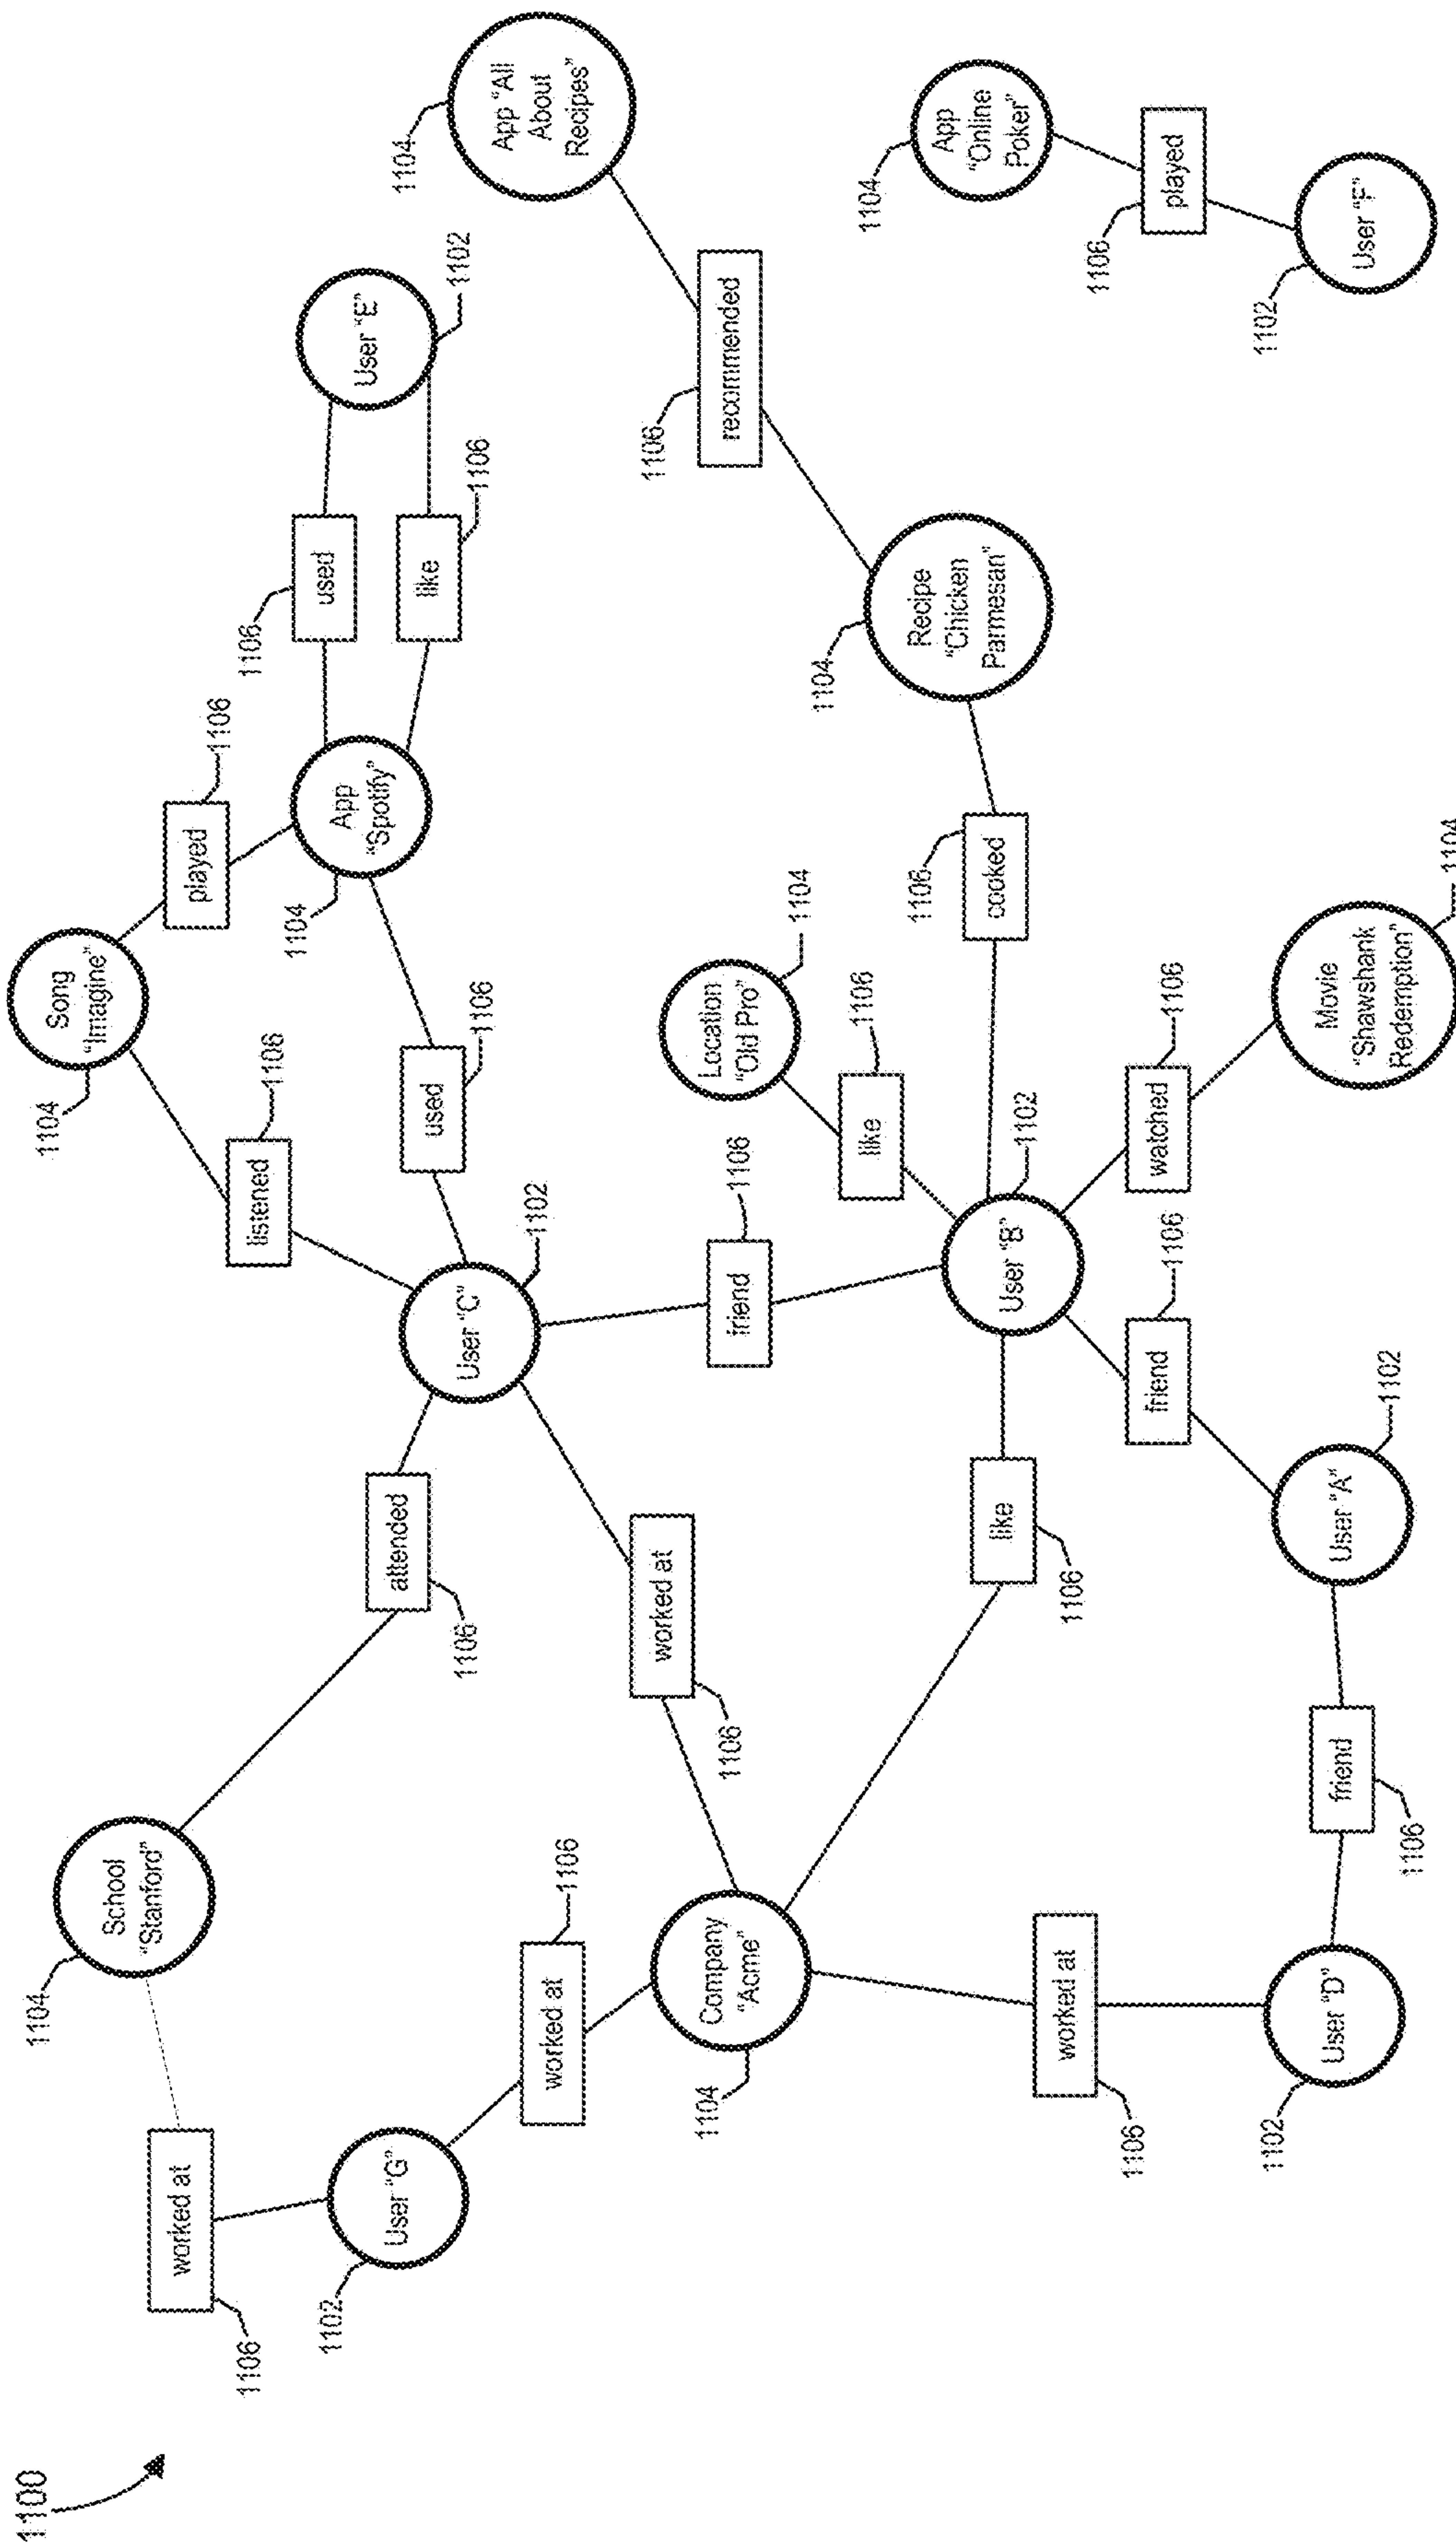 1100
1104
School
"Stanford"
worked at
1106
User "G"
1102
worked at
1106
attended
1106
Company
"Acme"
1104
worked at
1106
worked at
1106
User "D"
1102
friend
1106
User "A"
1102
like
1106
friend
1106
User "B"
1102
friend
1106
User "C"
1102
listened
1106
Song
"Imagine"
1104
played
1106
used
1106
App
"Spotify"
1104
used
1106
like
1106
User "E"
1102
Location
"Old Pro"
1104
like
1106
cooked
1106
watched
1106
Movie
"Shawshank
Redemption"
1104
Recipe
"Chicken
Parmesan"
1104
recommended
1106
App "All
About
Recipes"
1104
App
"Online
Poker"
1104
played
1106
User "F"
1102